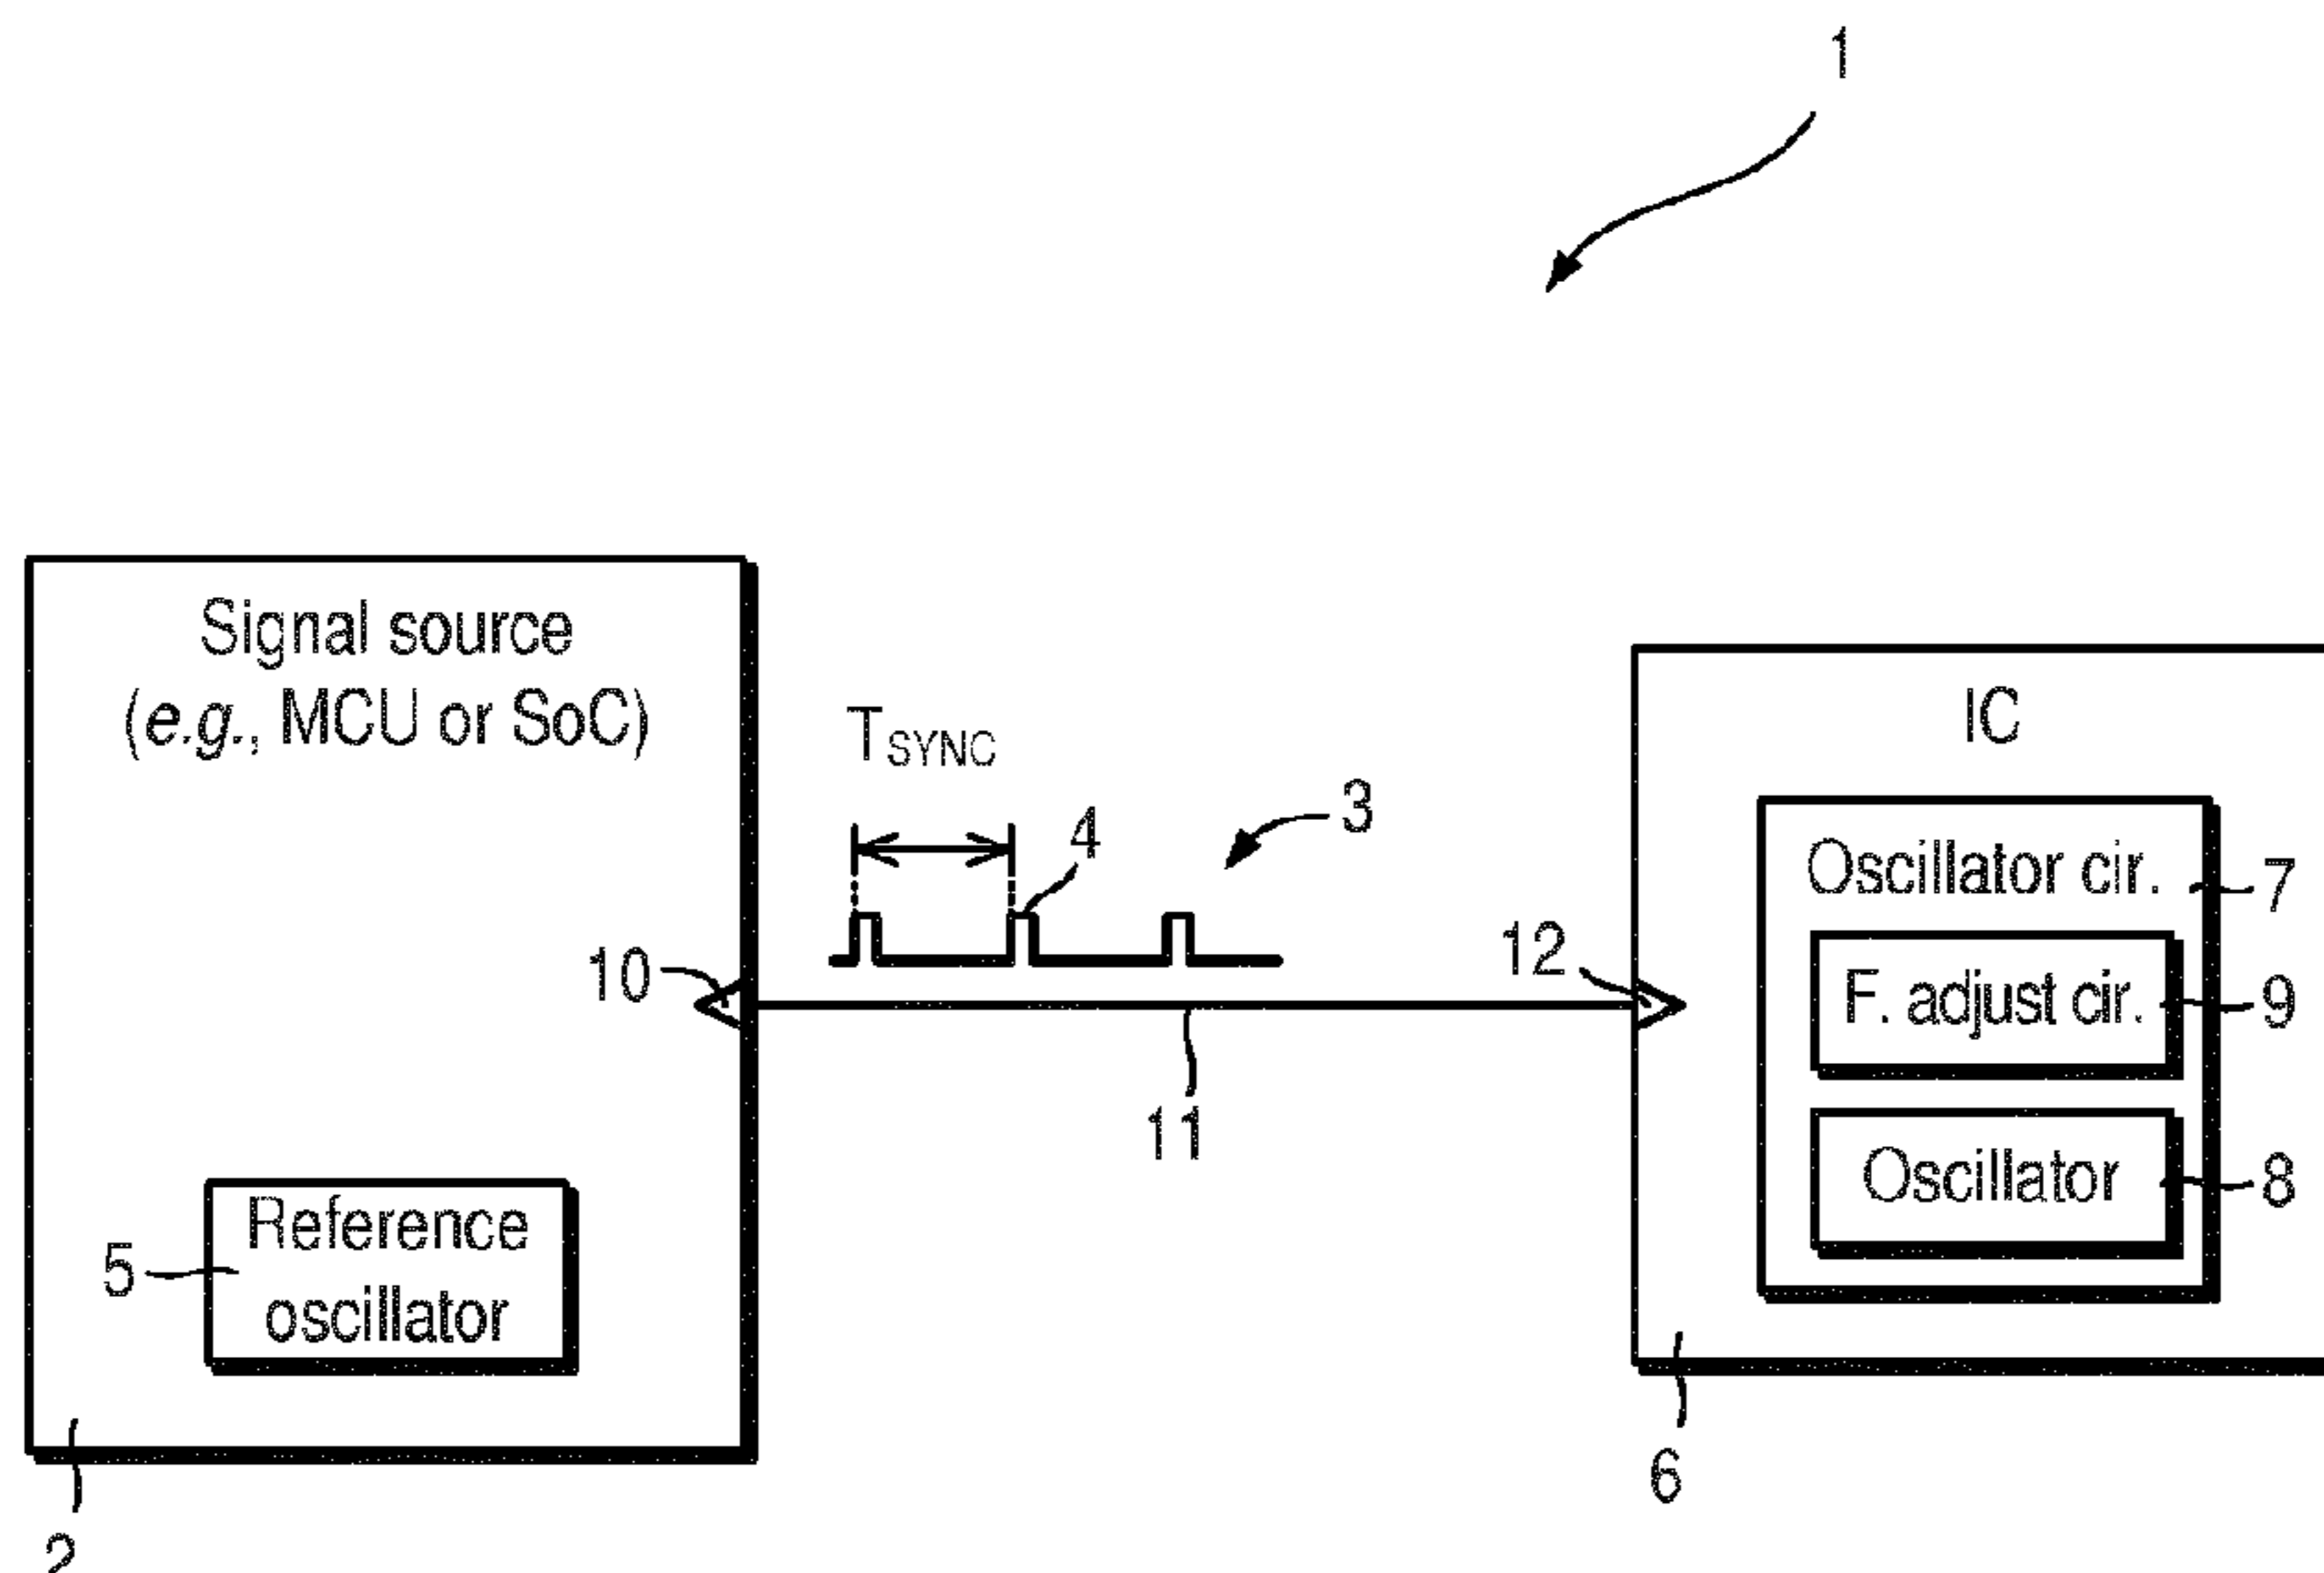 1
Signal source
(e.g., MCU or SoC)
IC
TSYNC
3
4
Oscillator cir.
7
10
12
F. adjust cir.
9
11
Oscillator
8
Reference
oscillator
5
6
2